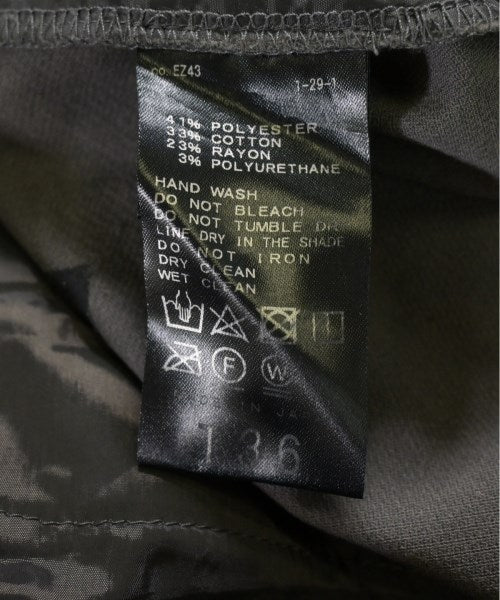 no. EZ43
1-29-1
41% POLYESTER
33% COTTON
23% RAYON
3% POLYURETHANE
HAND WASH
DO NOT BLEACH
DO NOT TUMBLE
LINE DRY IN THE SHADE
DO NOT IRON
DRY CLEAN
WET CLEAN
F
W
136